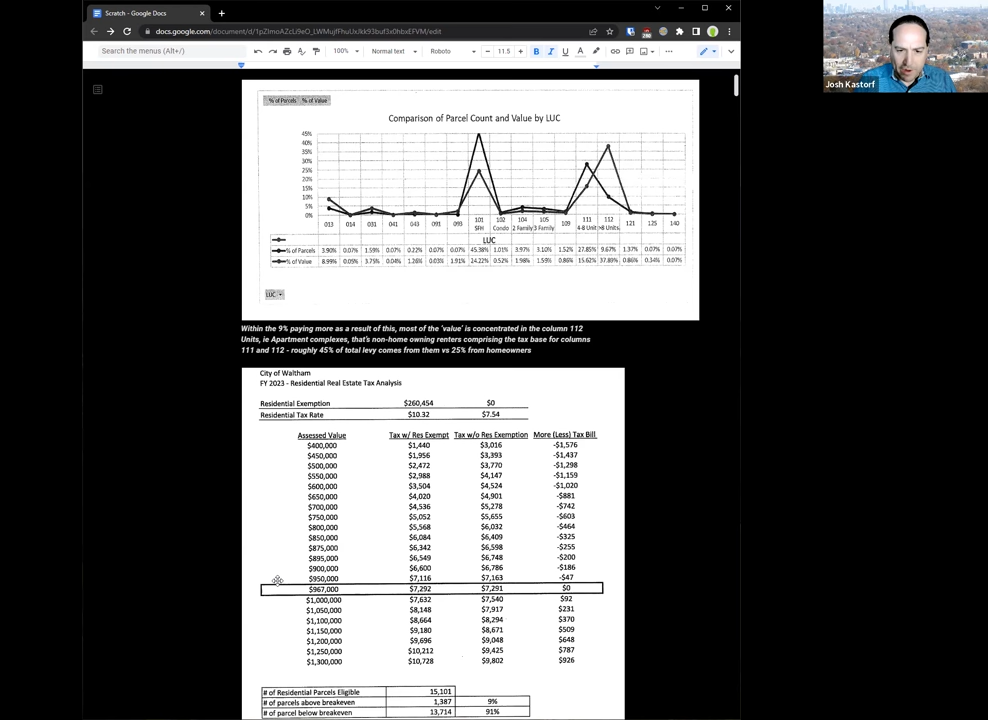 Scratch - Google Docs
docs.google.com/document/d/1pZImoAZcLi9eO_LWMujfFhuUxJkk93buf3x0hbxEFVM/edit
Search the menus (Alt+/)
100%
Normal text
Roboto
11.5
B I U A
Josh Kastorf
% of Parcels % of Value
Comparison of Parcel Count and Value by LUC
45%
40%
35%
30%
25%
20%
15%
10%
5%
0%
013 014 031 041 043 091 093 101 102 104 105 109 111 112 121 125 140
SFH Condo 2 Family 3 Family 4-8 Unit >8 Units
LUC
% of Parcels 3.90% 0.07% 1.59% 0.07% 0.22% 0.07% 0.07% 45.38% 1.01% 3.97% 3.10% 1.52% 27.85% 9.67% 1.37% 0.07% 0.07%
% of Value 8.99% 0.05% 3.75% 0.04% 1.26% 0.03% 1.91% 24.22% 0.52% 1.98% 1.59% 0.86% 15.62% 37.89% 0.86% 0.34% 0.07%
LUC
Within the 9% paying more as a result of this, most of the 'value' is concentrated in the column 112
Units, ie Apartment complexes, that's non-home owning renters comprising the tax base for columns
111 and 112 - roughly 45% of total levy comes from them vs 25% from homeowners
City of Waltham
FY 2023 - Residential Real Estate Tax Analysis
Residential Exemption $260,454 $0
Residential Tax Rate $10.32 $7.54
Assessed Value Tax w/ Res Exempt Tax w/o Res Exemption More (Less) Tax Bill
$400,000 $1,440 $3,016 -$1,576
$450,000 $1,956 $3,393 -$1,437
$500,000 $2,472 $3,770 -$1,298
$550,000 $2,988 $4,147 -$1,159
$600,000 $3,504 $4,524 -$1,020
$650,000 $4,020 $4,901 -$881
$700,000 $4,536 $5,278 -$742
$750,000 $5,052 $5,655 -$603
$800,000 $5,568 $6,032 -$464
$850,000 $6,084 $6,409 -$325
$875,000 $6,342 $6,598 -$255
$895,000 $6,549 $6,748 -$200
$900,000 $6,600 $6,786 -$186
$950,000 $7,116 $7,163 -$47
$967,000 $7,292 $7,291 $0
$1,000,000 $7,632 $7,540 $92
$1,050,000 $8,148 $7,917 $231
$1,100,000 $8,664 $8,294 $370
$1,150,000 $9,180 $8,671 $509
$1,200,000 $9,696 $9,048 $648
$1,250,000 $10,212 $9,425 $787
$1,300,000 $10,728 $9,802 $926
# of Residential Parcels Eligible 15,101
# of parcels above breakeven 1,387 9%
# of parcel below breakeven 13,714 91%